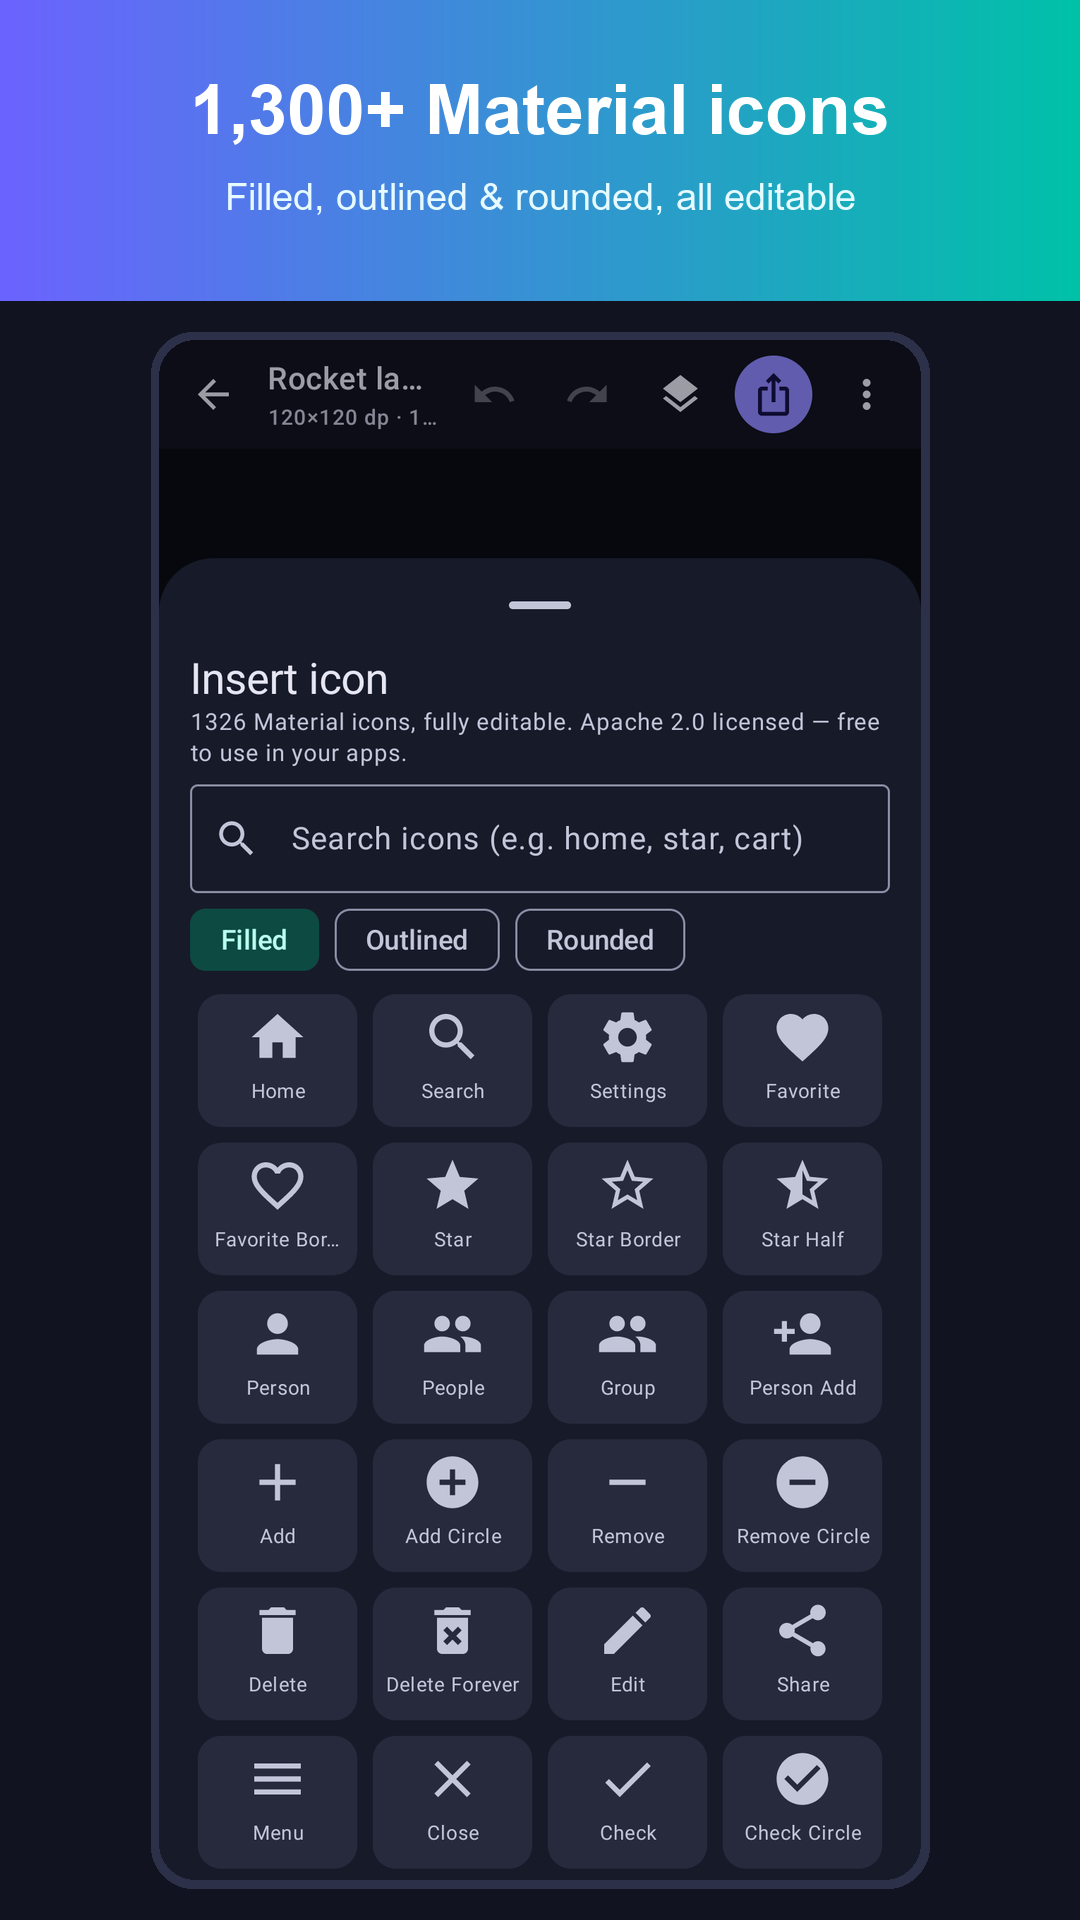 1,300+ Material icons
Filled, outlined & rounded, all editable
Rocket la...
120×120 dp · 1...
Insert icon
1326 Material icons, fully editable. Apache 2.0 licensed — free
to use in your apps.
Search icons (e.g. home, star, cart)
Filled Outlined Rounded
Home Search Settings Favorite
Favorite Bor... Star Star Border Star Half
Person People Group Person Add
Add Add Circle Remove Remove Circle
Delete Delete Forever Edit Share
Menu Close Check Check Circle